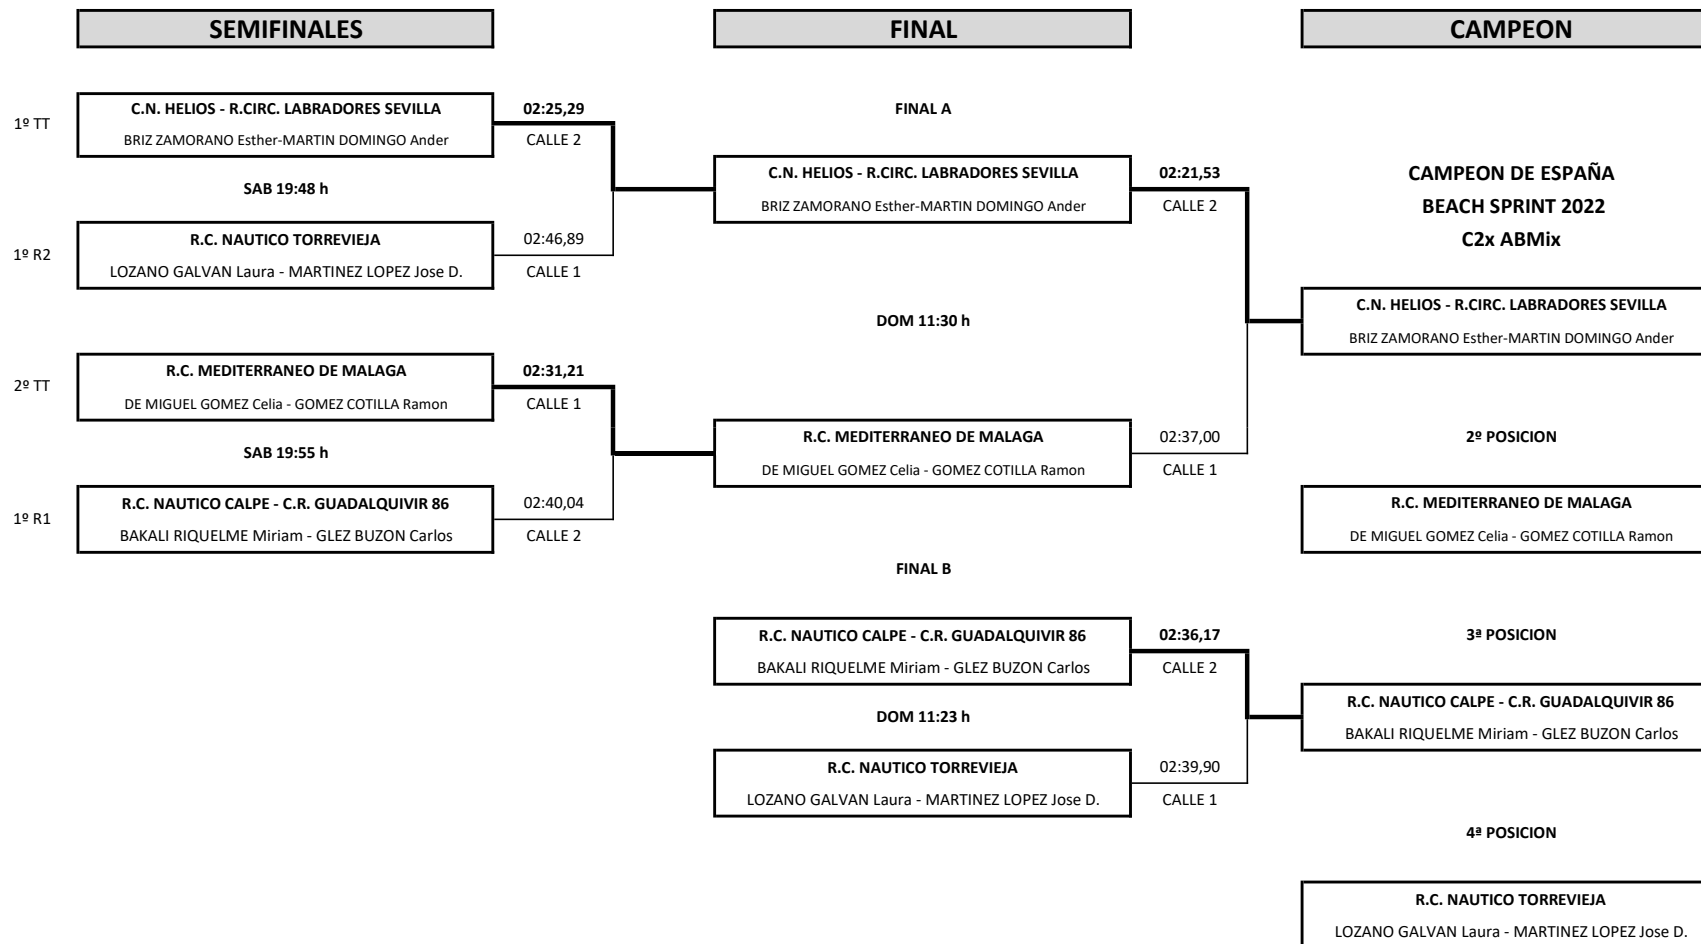 SEMIFINALES
FINAL
CAMPEON
1º TT
C.N. HELIOS - R.CIRC. LABRADORES SEVILLA
BRIZ ZAMORANO Esther-MARTIN DOMINGO Ander
02:25,29
CALLE 2
SAB 19:48 h
1º R2
R.C. NAUTICO TORREVIEJA
LOZANO GALVAN Laura - MARTINEZ LOPEZ Jose D.
02:46,89
CALLE 1
2º TT
R.C. MEDITERRANEO DE MALAGA
DE MIGUEL GOMEZ Celia - GOMEZ COTILLA Ramon
02:31,21
CALLE 1
SAB 19:55 h
1º R1
R.C. NAUTICO CALPE - C.R. GUADALQUIVIR 86
BAKALI RIQUELME Miriam - GLEZ BUZON Carlos
02:40,04
CALLE 2
FINAL A
C.N. HELIOS - R.CIRC. LABRADORES SEVILLA
BRIZ ZAMORANO Esther-MARTIN DOMINGO Ander
02:21,53
CALLE 2
DOM 11:30 h
R.C. MEDITERRANEO DE MALAGA
DE MIGUEL GOMEZ Celia - GOMEZ COTILLA Ramon
02:37,00
CALLE 1
FINAL B
R.C. NAUTICO CALPE - C.R. GUADALQUIVIR 86
BAKALI RIQUELME Miriam - GLEZ BUZON Carlos
02:36,17
CALLE 2
DOM 11:23 h
R.C. NAUTICO TORREVIEJA
LOZANO GALVAN Laura - MARTINEZ LOPEZ Jose D.
02:39,90
CALLE 1
CAMPEON DE ESPAÑA
BEACH SPRINT 2022
C2x ABMix
C.N. HELIOS - R.CIRC. LABRADORES SEVILLA
BRIZ ZAMORANO Esther-MARTIN DOMINGO Ander
2º POSICION
R.C. MEDITERRANEO DE MALAGA
DE MIGUEL GOMEZ Celia - GOMEZ COTILLA Ramon
3ª POSICION
R.C. NAUTICO CALPE - C.R. GUADALQUIVIR 86
BAKALI RIQUELME Miriam - GLEZ BUZON Carlos
4ª POSICION
R.C. NAUTICO TORREVIEJA
LOZANO GALVAN Laura - MARTINEZ LOPEZ Jose D.